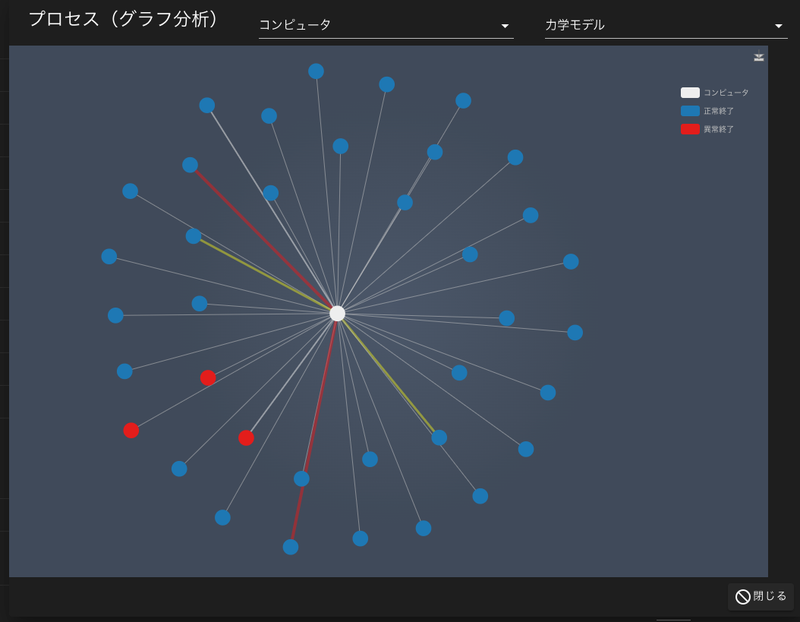 プロセス（グラフ分析）
コンピュータ
力学モデル
コンピュータ
正常終了
異常終了
閉じる